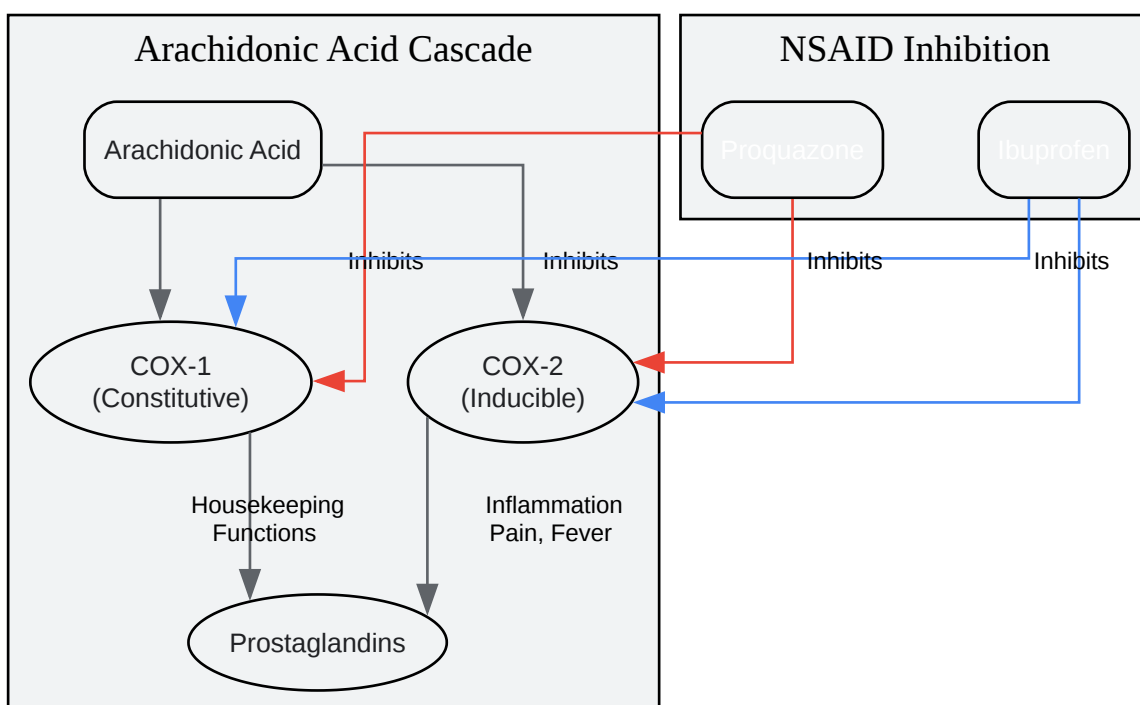 Arachidonic Acid Cascade
NSAID Inhibition
Arachidonic Acid
Proquazone
Ibuprofen
Inhibits
Inhibits
Inhibits
Inhibits
COX-1
(Constitutive)
COX-2
(Inducible)
Housekeeping
Functions
Inflammation
Pain, Fever
Prostaglandins